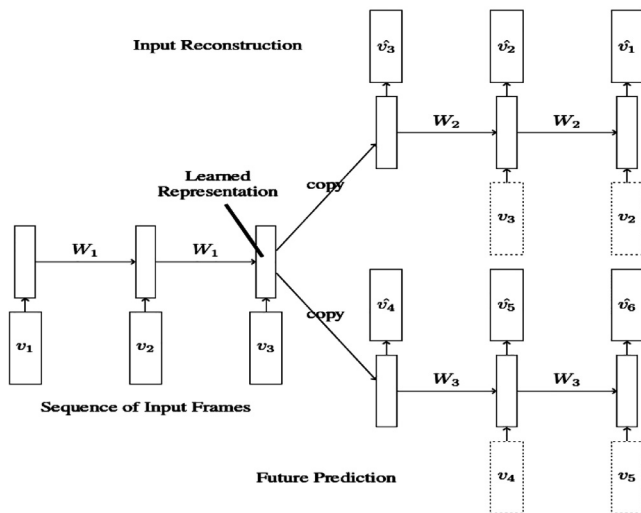 Input Reconstruction
v̂₃ v̂₂ v̂₁
W₂ W₂
Learned
Representation
copy
v₃ v₂
W₁ W₁
v₁ v₂ v₃
copy
v̂₄ v̂₅ v̂₆
W₃ W₃
Sequence of Input Frames
v₄ v₅
Future Prediction